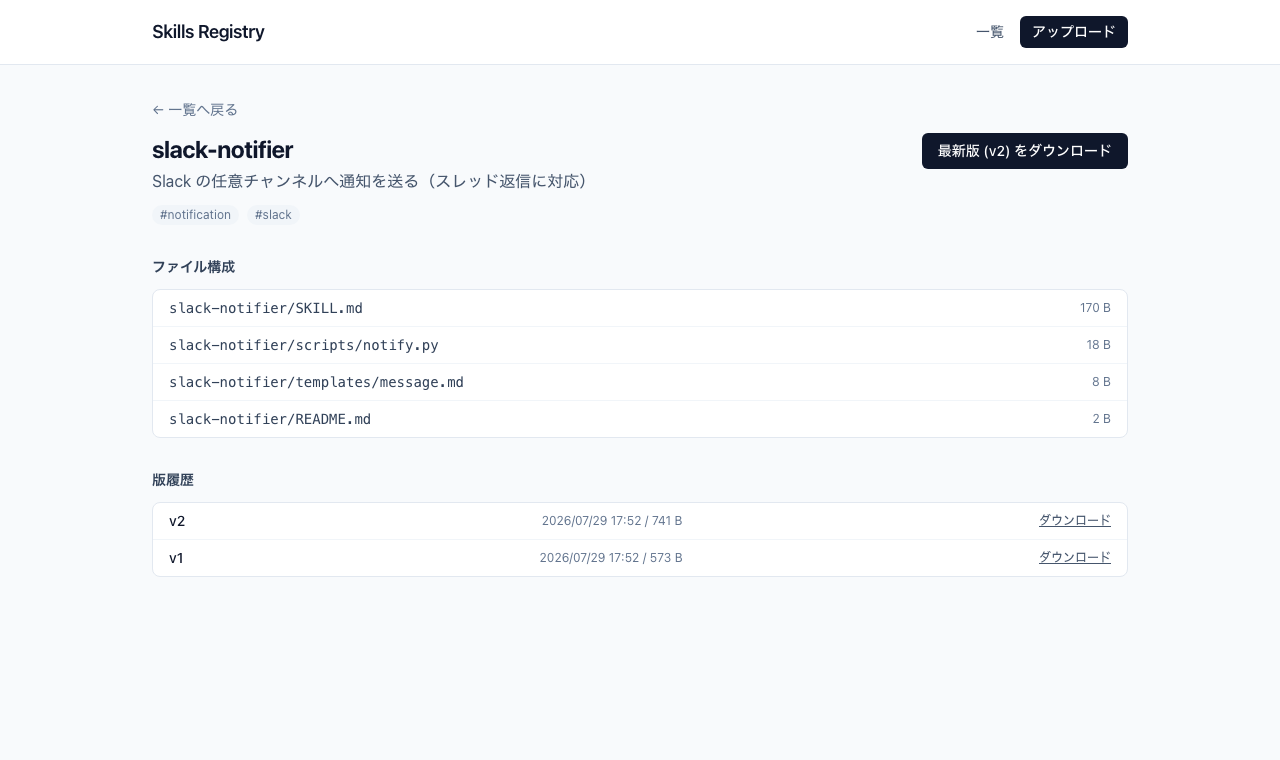 Skills Registry
一覧
アップロード
← 一覧へ戻る
slack-notifier
最新版 (v2) をダウンロード
Slack の任意チャンネルへ通知を送る（スレッド返信に対応）
#notification #slack
ファイル構成
slack-notifier/SKILL.md 170 B
slack-notifier/scripts/notify.py 18 B
slack-notifier/templates/message.md 8 B
slack-notifier/README.md 2 B
版履歴
v2 2026/07/29 17:52 / 741 B ダウンロード
v1 2026/07/29 17:52 / 573 B ダウンロード